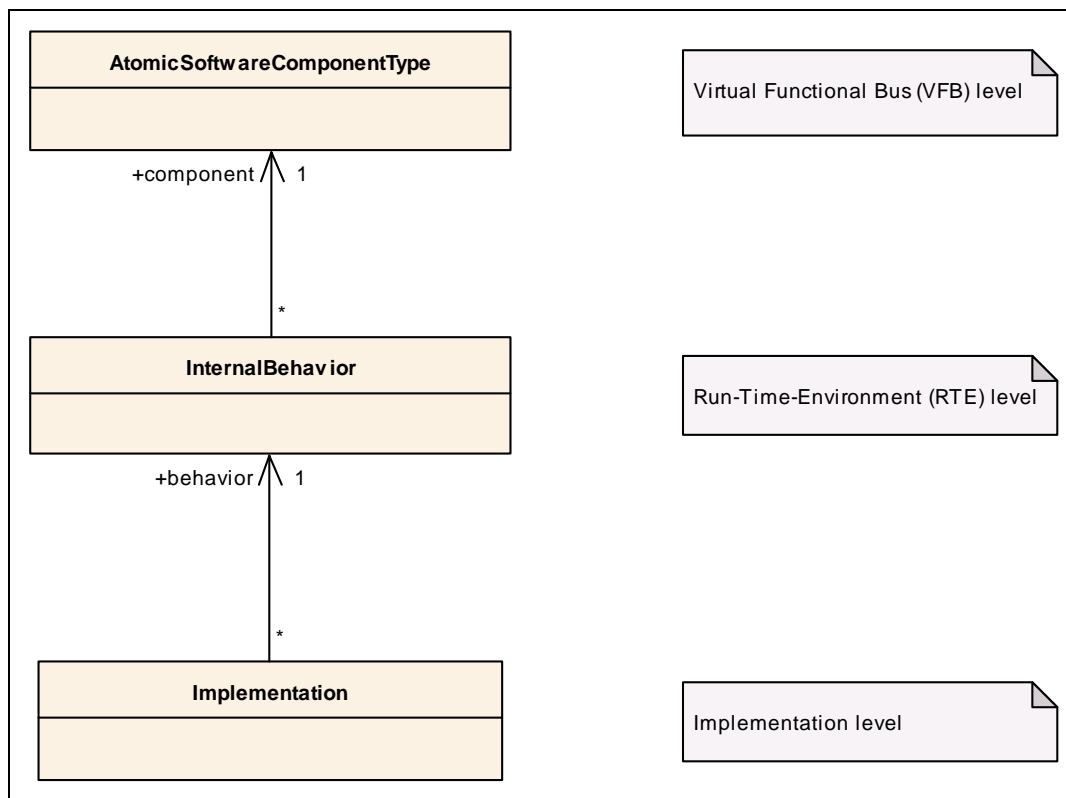 AtomicSoftwareComponentType
Virtual Functional Bus (VFB) level
+component 1
*
InternalBehavior
Run-Time-Environment (RTE) level
+behavior 1
*
Implementation
Implementation level